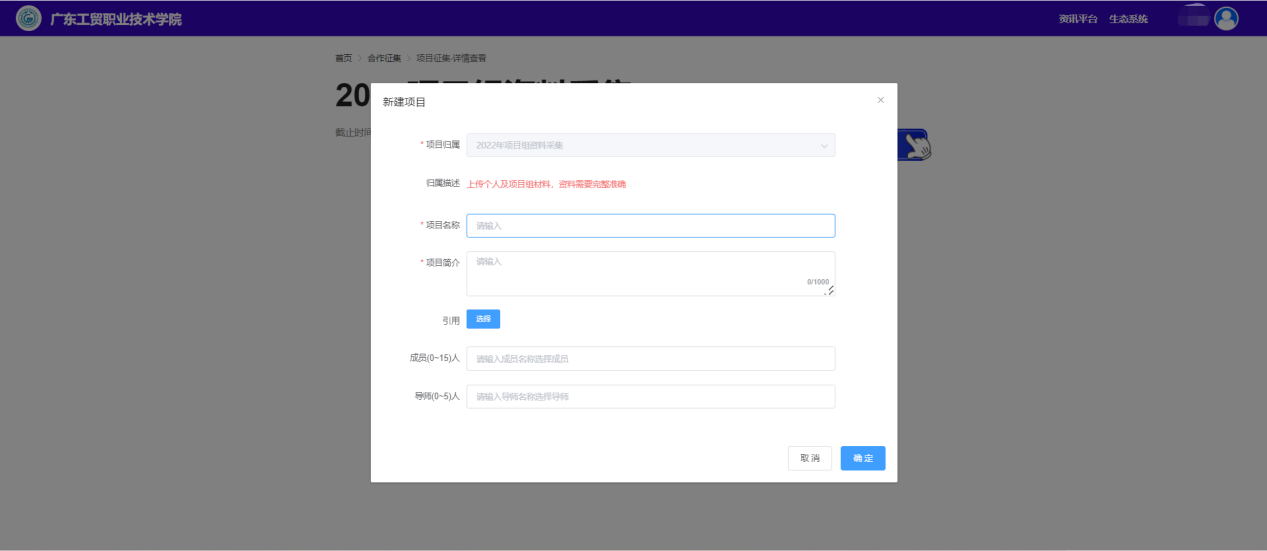 广东工贸职业技术学院
资讯平台 生态系统
首页 > 合作征集 > 项目征集-详情查看
20
截止时间
新建项目
×
* 项目归属 2022年项目组资料采集
归属描述 上传个人及项目组材料，资料需要完整准确
* 项目名称 请输入
* 项目简介 请输入
0/1000
引用 选择
成员(0~15)人 请输入成员名称选择成员
导师(0~5)人 请输入导师名称选择导师
取消 确定